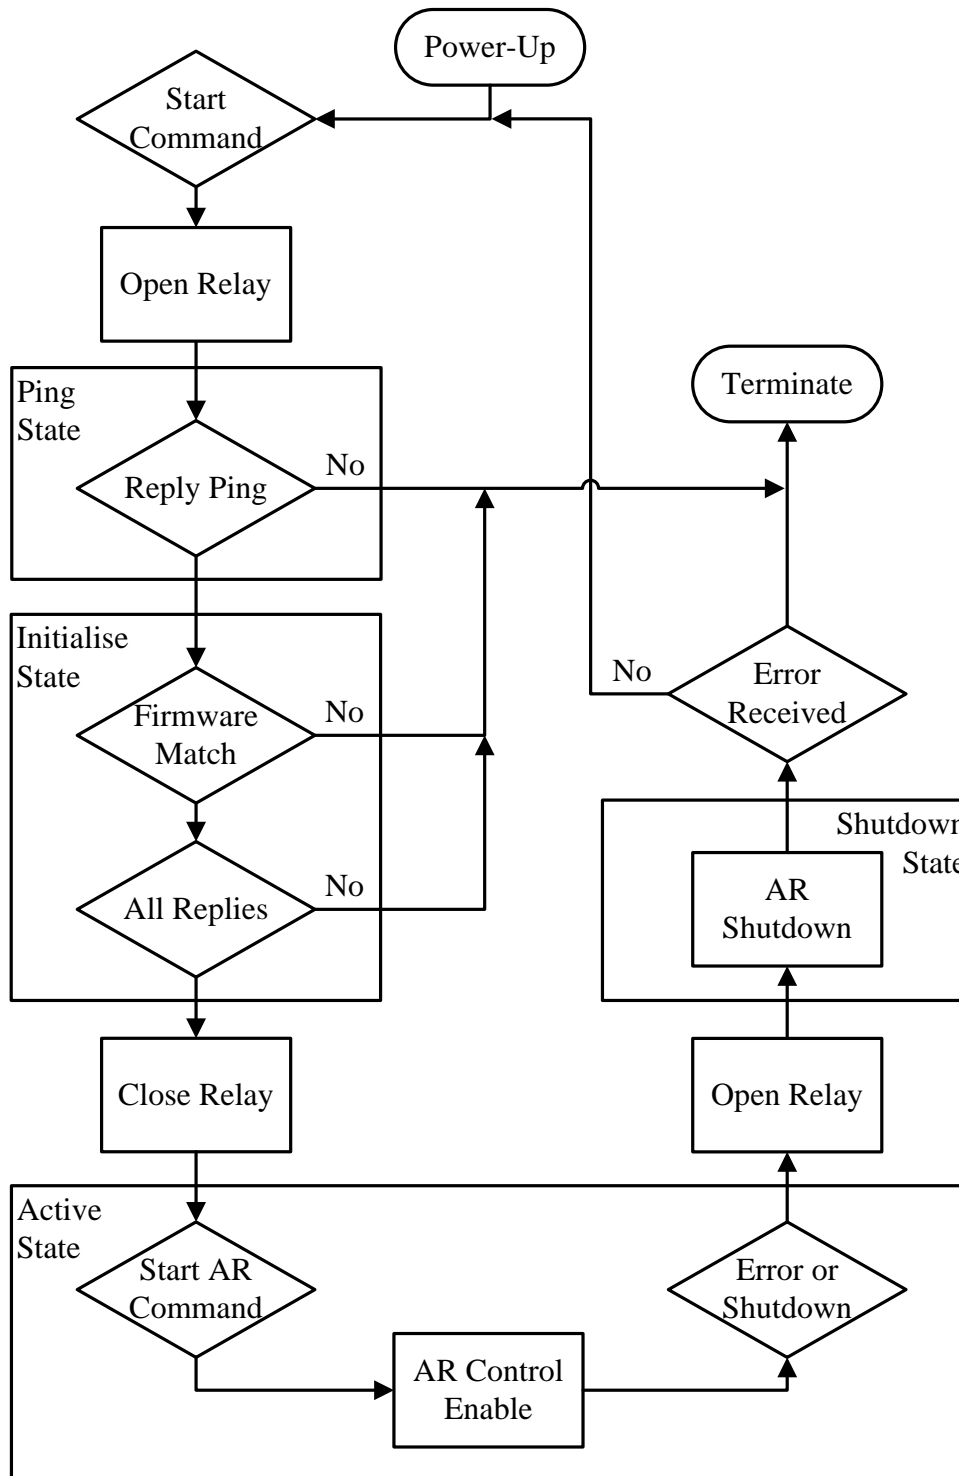 Power-Up
Start
Command
Open Relay
Ping
State
Reply Ping
No
Terminate
Initialise
State
Firmware
Match
No
No
Error
Received
All Replies
No
Shutdown
State
AR
Shutdown
Close Relay
Open Relay
Active
State
Start AR
Command
Error or
Shutdown
AR Control
Enable